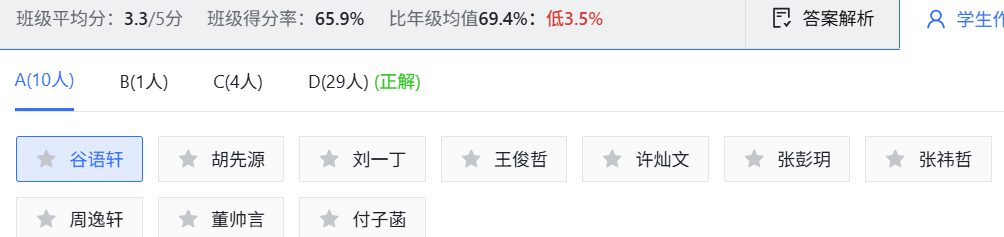 班级平均分：3.3/5分 班级得分率：65.9% 比年级均值69.4%：低3.5% 答案解析 学生作
A(10人) B(1人) C(4人) D(29人) (正解)
谷语轩 胡先源 刘一丁 王俊哲 许灿文 张彭玥 张祎哲
周逸轩 董帅言 付子菡